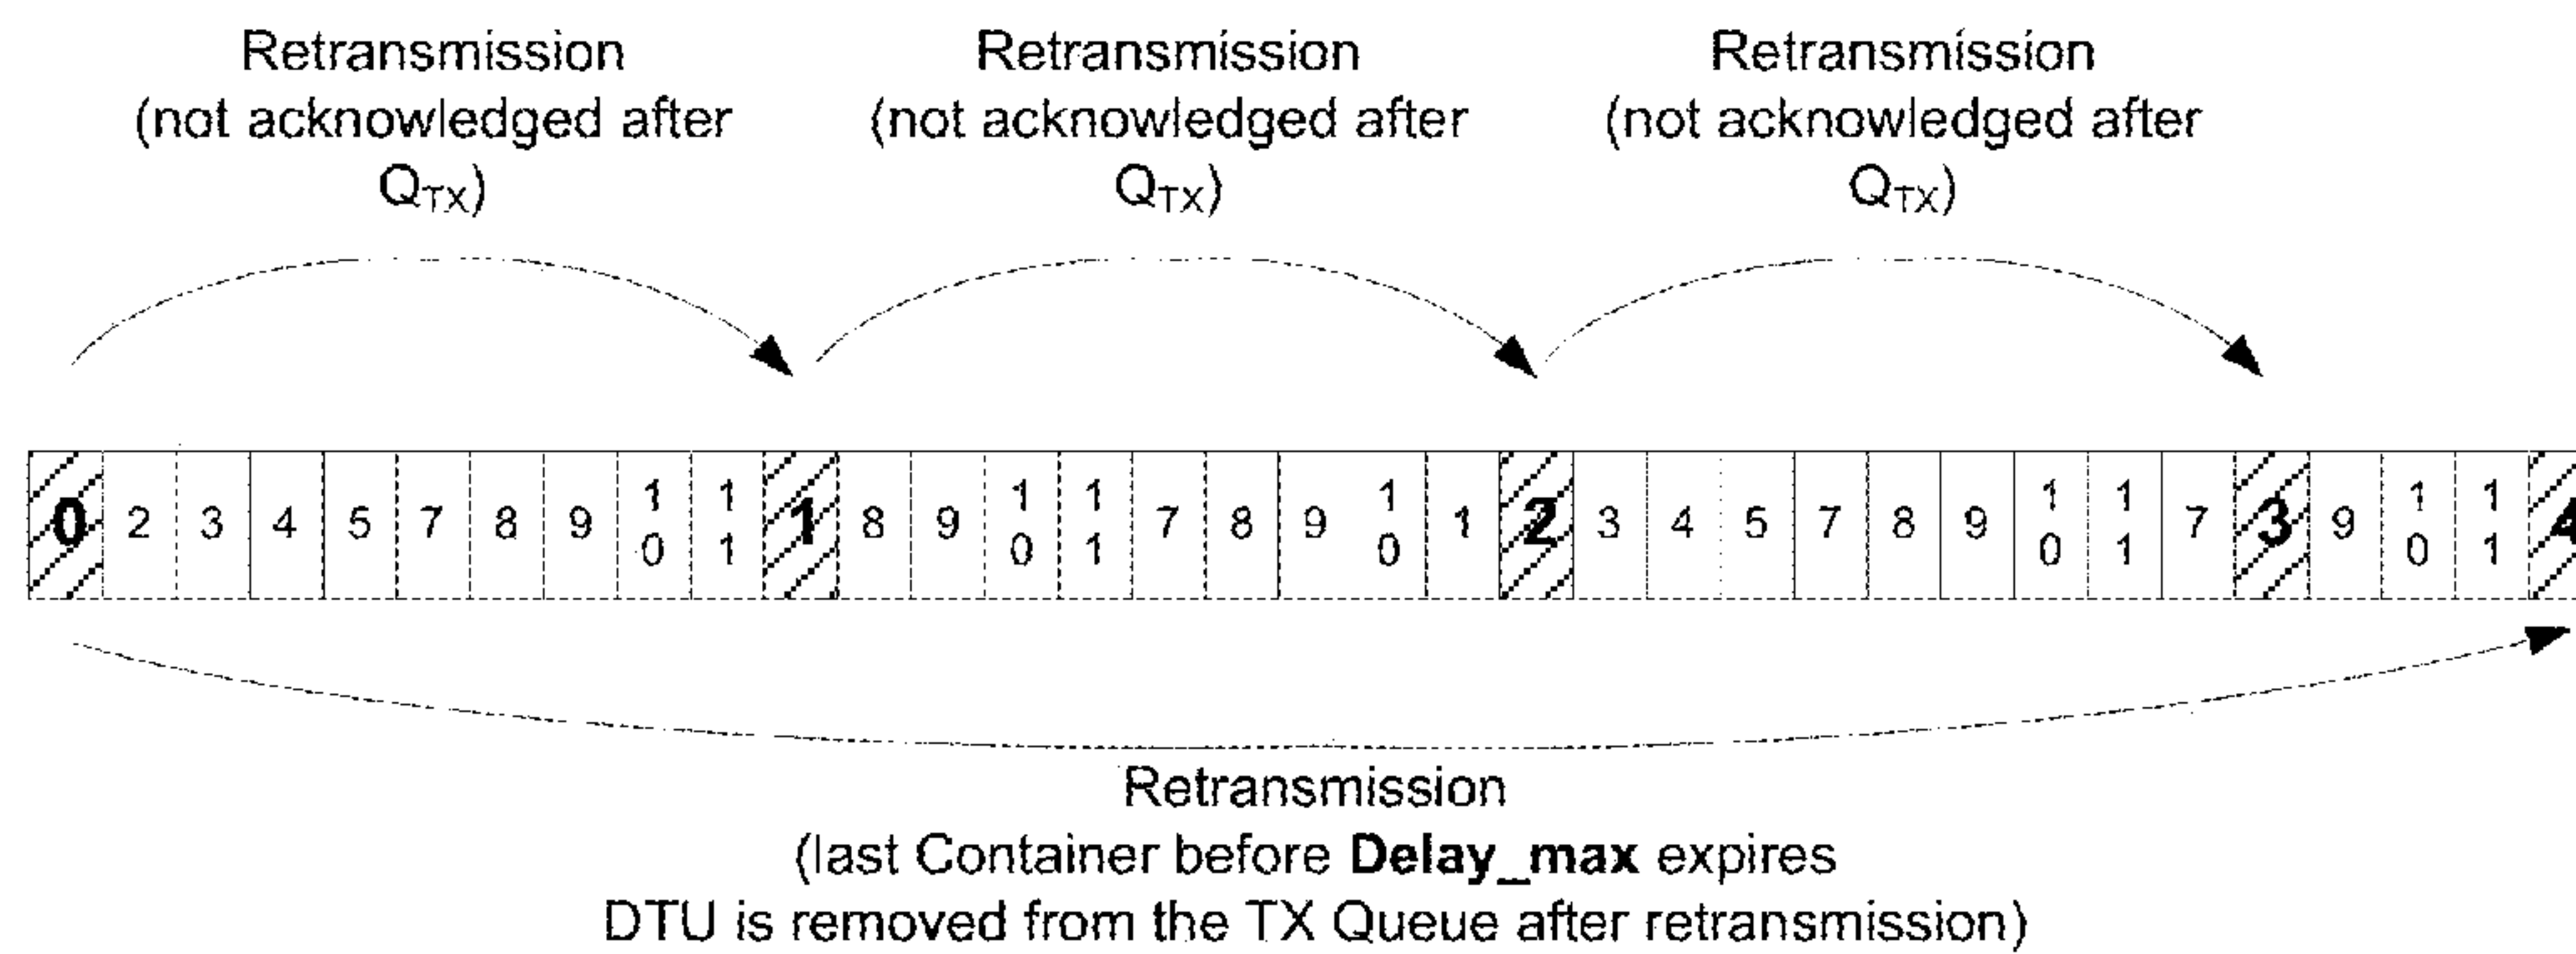 Retransmission
(not acknowledged after
QTX)
Retransmission
(not acknowledged after
QTX)
Retransmission
(not acknowledged after
QTX)
0 2 3 4 5 7 8 9 10 11 1 8 9 10 11 7 8 9 10 1 2 3 4 5 7 8 9 10 11 7 3 9 10 11 4
Retransmission
(last Container before Delay_max expires
DTU is removed from the TX Queue after retransmission)